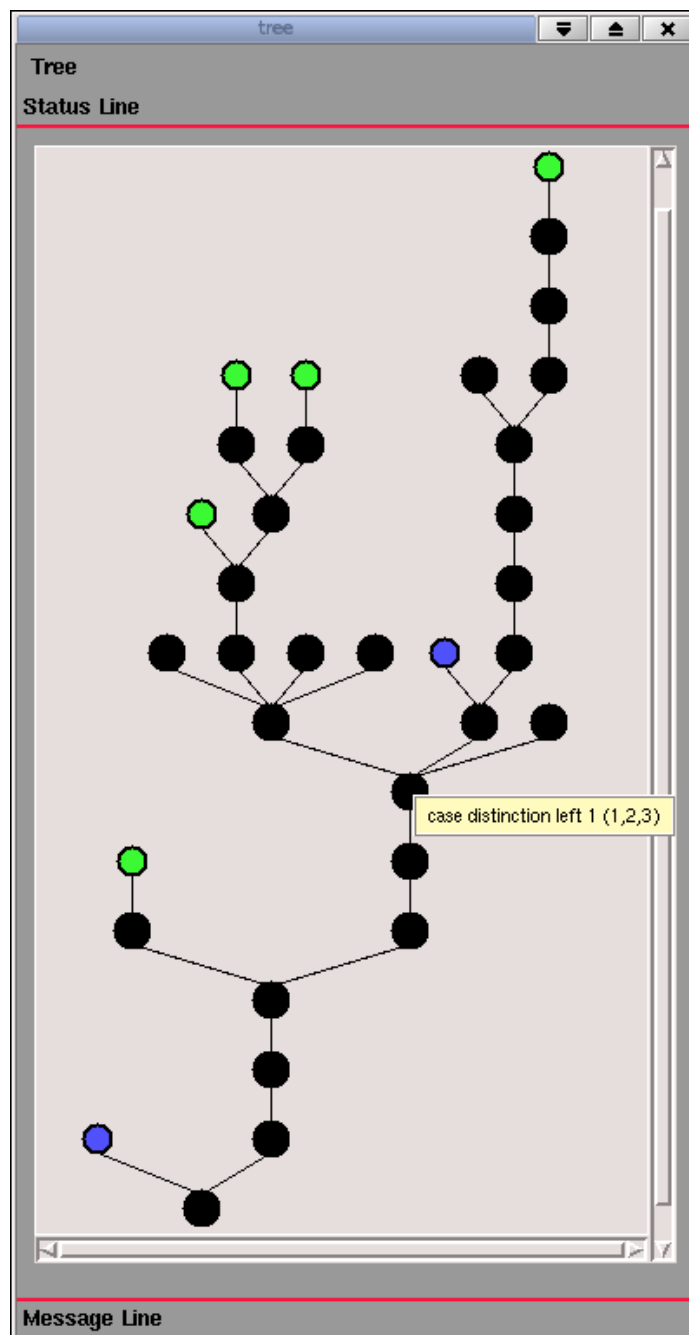 tree
Tree
Status Line
case distinction left 1 (1,2,3)
Message Line